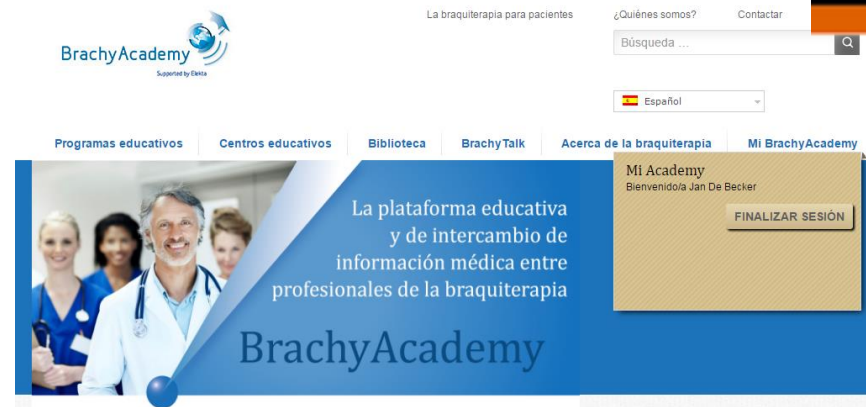 La braquiterapia para pacientes
¿Quiénes somos?
Contactar
BrachyAcademy
Supported by Elekta
Búsqueda ...
Español
Programas educativos
Centros educativos
Biblioteca
BrachyTalk
Acerca de la braquiterapia
Mi BrachyAcademy
La plataforma educativa
y de intercambio de
información médica entre
profesionales de la braquiterapia
BrachyAcademy
Mi Academy
Bienvenido/a Jan De Becker
FINALIZAR SESIÓN